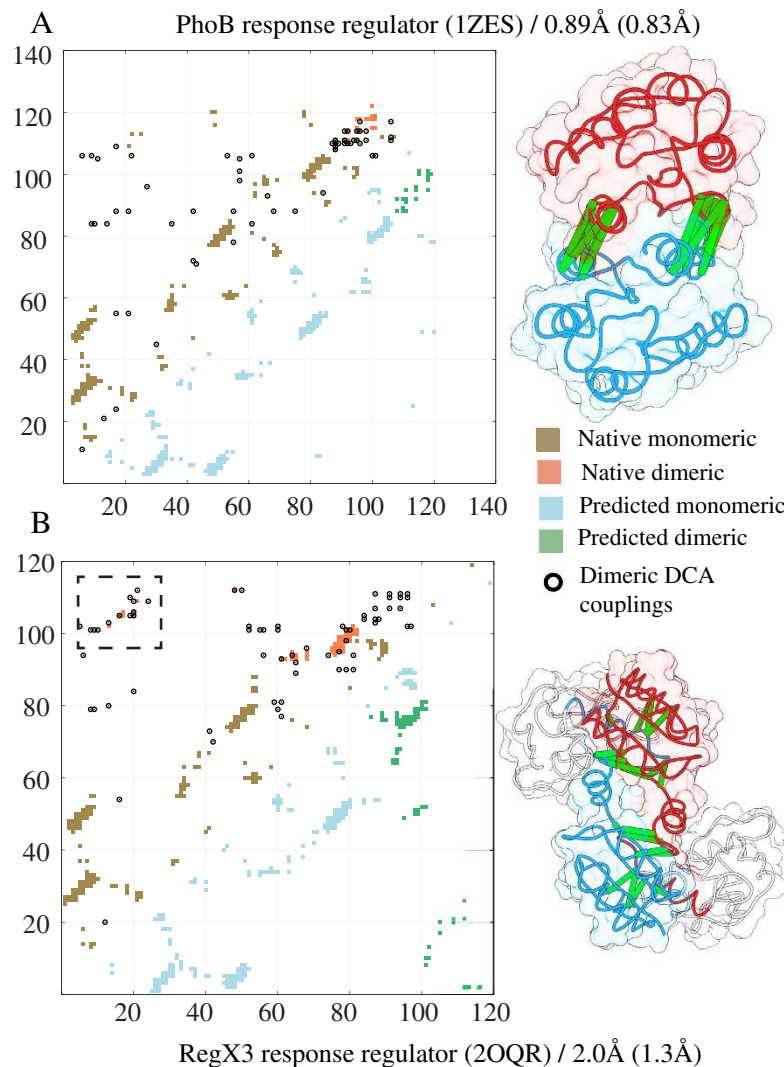 A
PhoB response regulator (1ZES) / 0.89Å (0.83Å)
140
120
100
80
60
40
20
20 40 60 80 100 120 140
Native monomeric
Native dimeric
Predicted monomeric
Predicted dimeric
Dimeric DCA
couplings
B
120
100
80
60
40
20
20 40 60 80 100 120
RegX3 response regulator (2OQR) / 2.0Å (1.3Å)